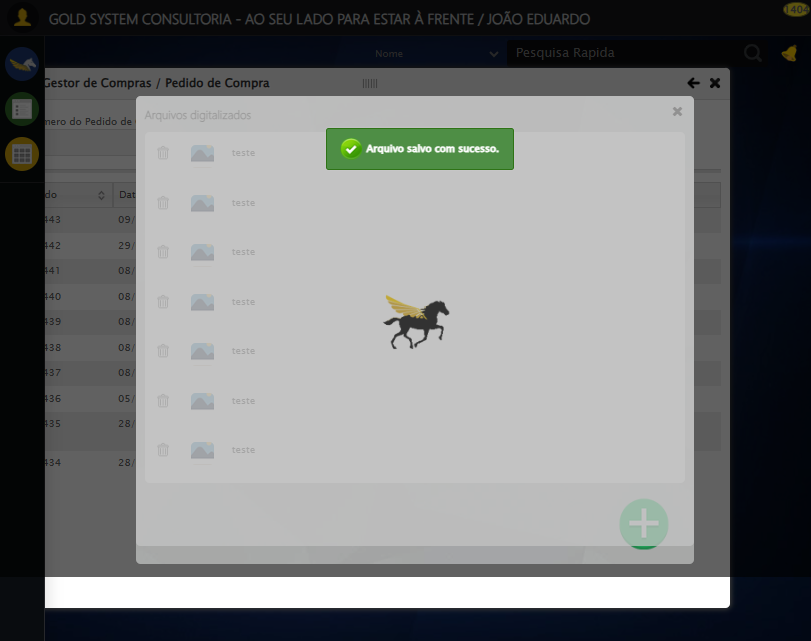 GOLD SYSTEM CONSULTORIA - AO SEU LADO PARA ESTAR À FRENTE / JOÃO EDUARDO
1404
Nome
Pesquisa Rapida
Gestor de Compras / Pedido de Compra
Arquivos digitalizados
mero do Pedido de
Arquivo salvo com sucesso.
teste
teste
teste
teste
teste
teste
teste
do Dat
443 09/
442 29/
441 08/
440 08/
439 08/
438 08/
437 08/
436 05/
435 28/
434 28/